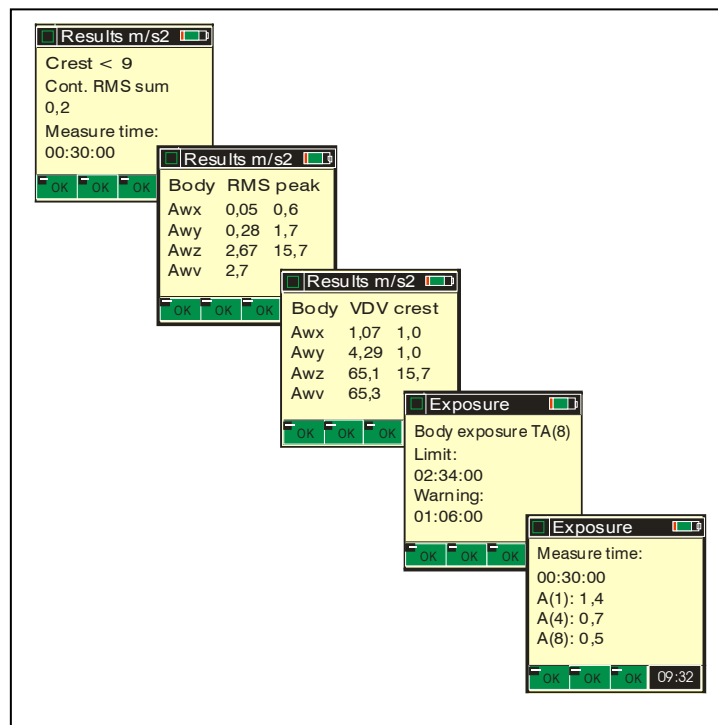 Results m/s2
Crest < 9
Cont. RMS sum
0,2
Measure time:
00:30:00
OK OK OK
Results m/s2
Body RMS peak
Awx 0,05 0,6
Awy 0,28 1,7
Awz 2,67 15,7
Awv 2,7
OK OK OK
Results m/s2
Body VDV crest
Awx 1,07 1,0
Awy 4,29 1,0
Awz 65,1 15,7
Awv 65,3
OK OK OK
Exposure
Body exposure TA(8)
Limit:
02:34:00
Warning:
01:06:00
OK OK OK
Exposure
Measure time:
00:30:00
A(1): 1,4
A(4): 0,7
A(8): 0,5
OK OK OK 09:32